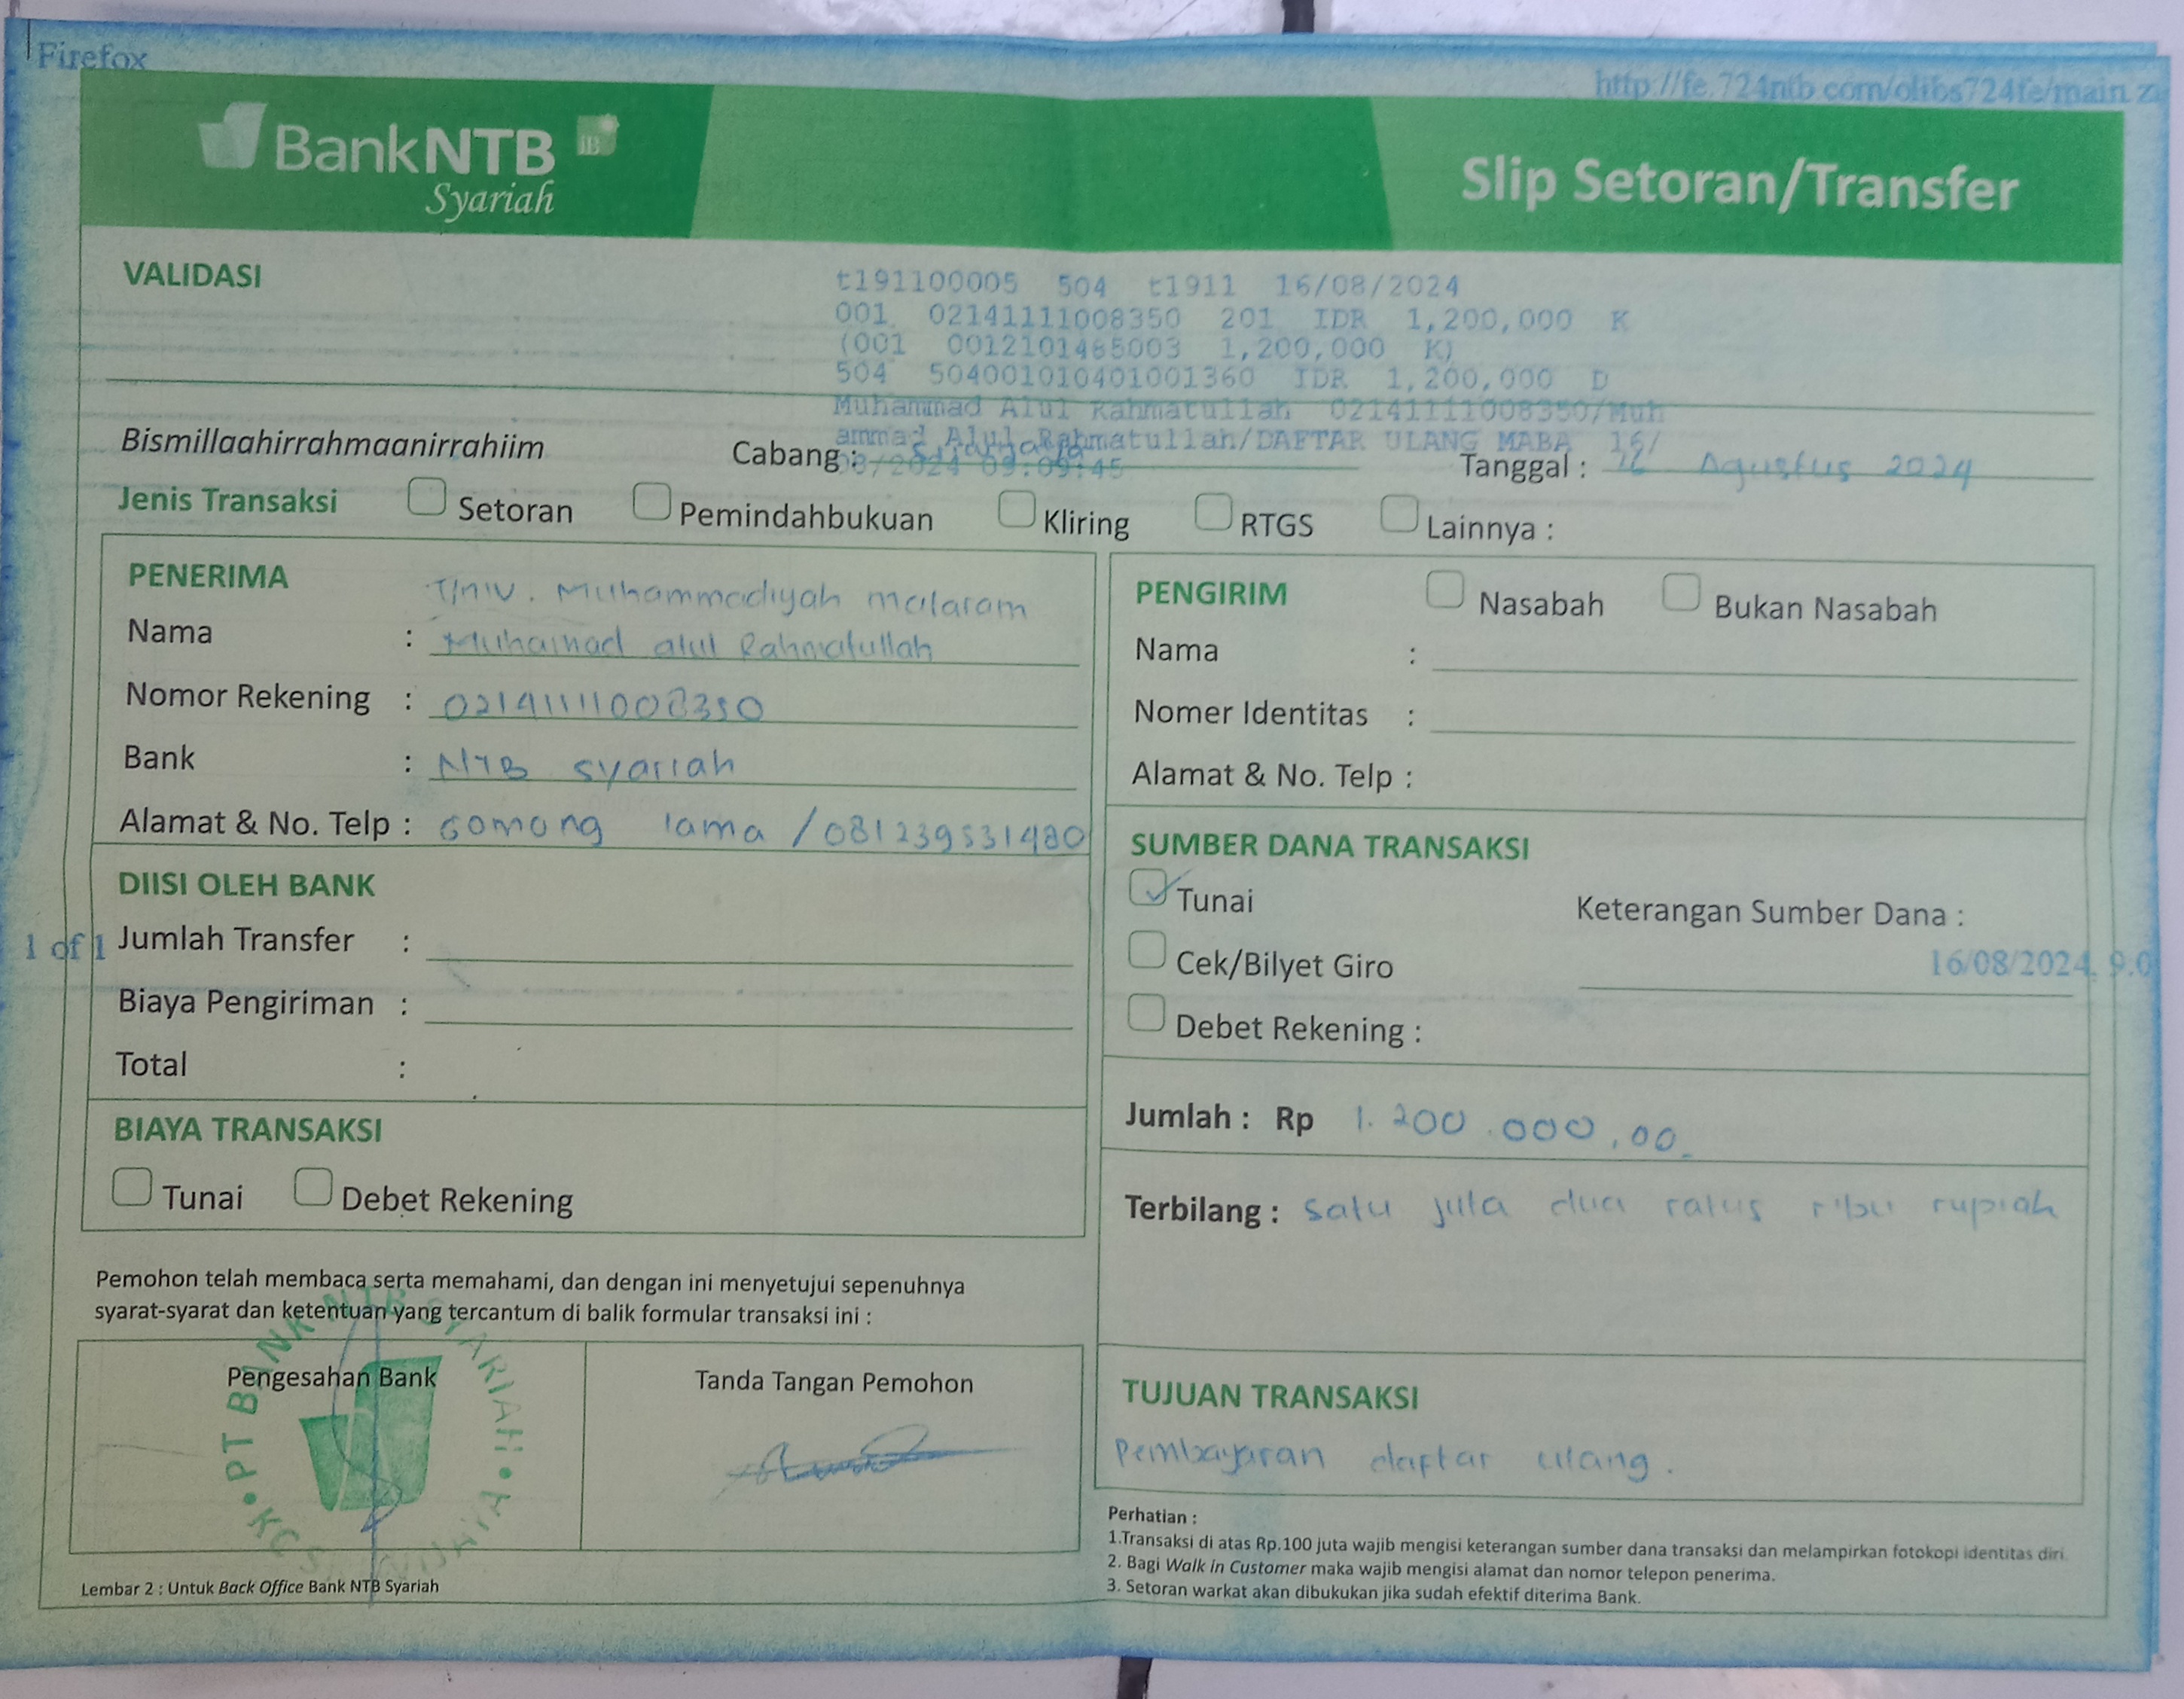 Firefox
http://fe.724ntb.com/olibs724fe/main.z
BankNTB
Syariah
iB
Slip Setoran/Transfer
VALIDASI
t191100005 504 t1911 16/08/2024
001 02141111008350 201 IDR 1,200,000 K
(001 0012101465003 1,200,000 K)
504 504001010401001360 IDR 1,200,000 D
Muhammad Alul Rahmatullah 02141111008350/Muh
ammad Alul Rahmatullah/DAFTAR ULANG MABA 16/
08/2024 09:09:45
Bismillaahirrahmaanirrahiim
Cabang :
Tanggal : 16 Agustus 2024
Jenis Transaksi Setoran Pemindahbukuan Kliring RTGS Lainnya :
PENERIMA
Univ. Muhammadiyah mataram
Nama : Muhamad alul Rahmatullah
Nomor Rekening : 02141111008350
Bank : NTB syariah
Alamat & No. Telp : Gomong lama / 081239531480
PENGIRIM Nasabah Bukan Nasabah
Nama :
Nomer Identitas :
Alamat & No. Telp :
DIISI OLEH BANK
Jumlah Transfer :
Biaya Pengiriman :
Total :
1 of 1
SUMBER DANA TRANSAKSI
Tunai
Keterangan Sumber Dana :
Cek/Bilyet Giro
16/08/2024, 9.0
Debet Rekening :
BIAYA TRANSAKSI
Tunai Debet Rekening
Jumlah : Rp 1.200.000,00
Terbilang : satu juta dua ratus ribu rupiah
Pemohon telah membaca serta memahami, dan dengan ini menyetujui sepenuhnya
syarat-syarat dan ketentuan yang tercantum di balik formular transaksi ini :
Pengesahan Bank
PT BANK NTB SYARIAH
KC
Tanda Tangan Pemohon
TUJUAN TRANSAKSI
Pembayaran daftar ulang.
Perhatian :
1.Transaksi di atas Rp.100 juta wajib mengisi keterangan sumber dana transaksi dan melampirkan fotokopi identitas diri.
2. Bagi Walk in Customer maka wajib mengisi alamat dan nomor telepon penerima.
3. Setoran warkat akan dibukukan jika sudah efektif diterima Bank.
Lembar 2 : Untuk Back Office Bank NTB Syariah